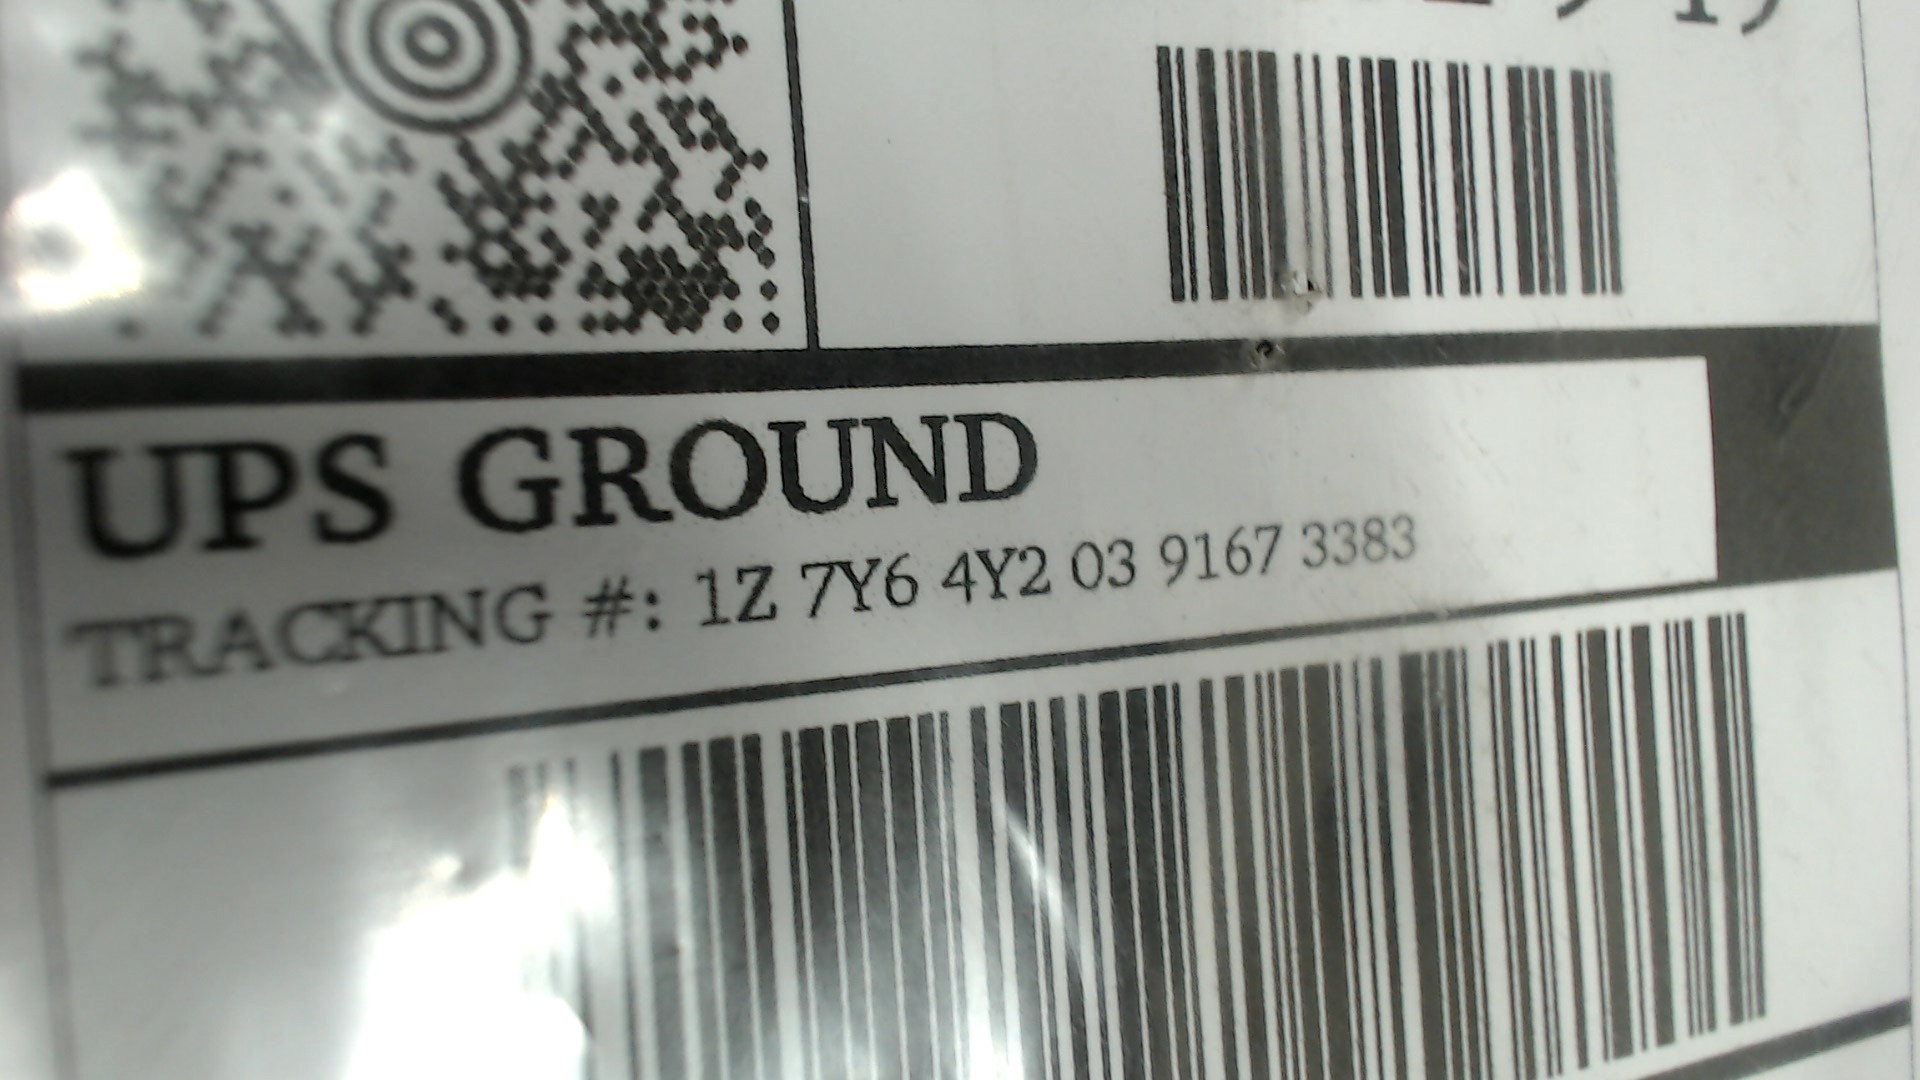 UPS GROUND
TRACKING #: 1Z 7Y6 4Y2 03 9167 3383